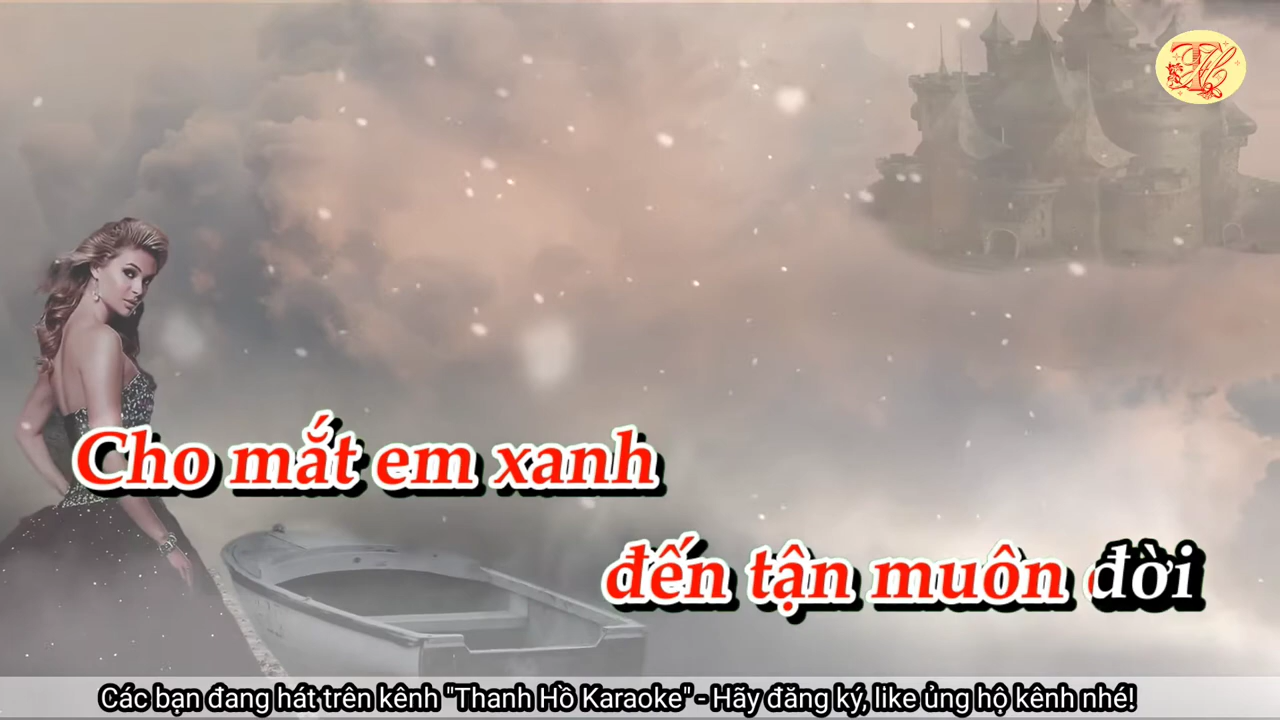 Cho mắt em xanh
đến tận muôn đời
Các bạn đang hát trên kênh "Thanh Hồ Karaoke" - Hãy đăng ký, like ủng hộ kênh nhé!